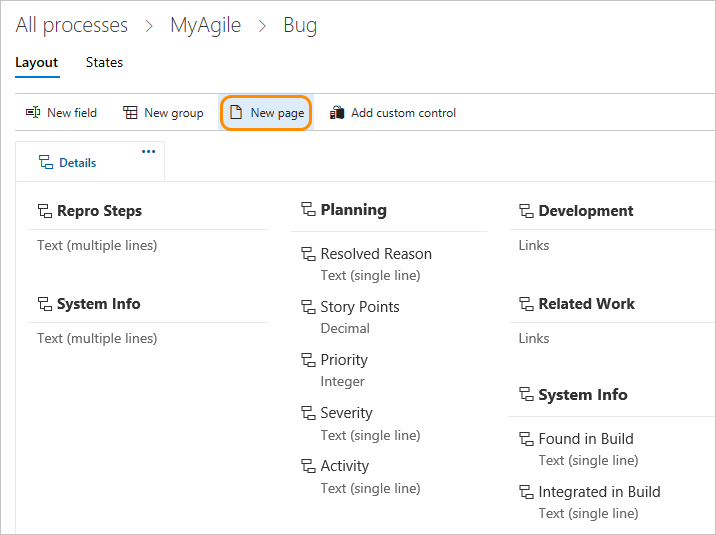 All processes > MyAgile > Bug
Layout States
New field New group New page Add custom control
Details ...
Repro Steps
Text (multiple lines)
System Info
Text (multiple lines)
Planning
Resolved Reason
Text (single line)
Story Points
Decimal
Priority
Integer
Severity
Text (single line)
Activity
Text (single line)
Development
Links
Related Work
Links
System Info
Found in Build
Text (single line)
Integrated in Build
Text (single line)